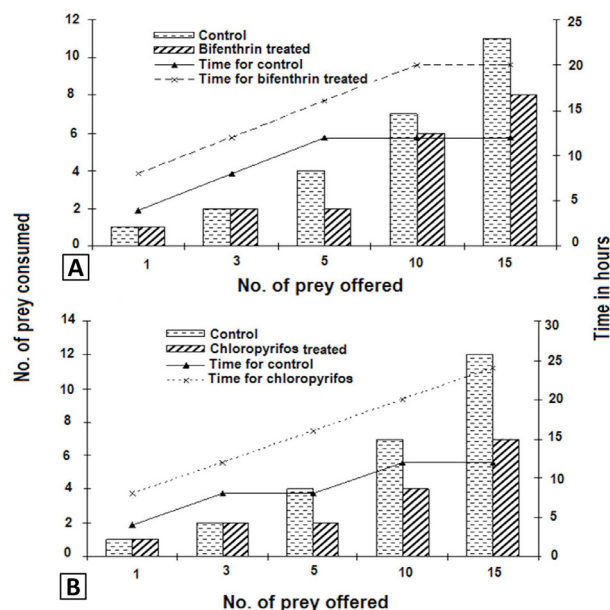 12
10
8
6
4
2
0
25
20
15
10
5
0
Control
Bifenthrin treated
Time for control
Time for bifenthrin treated
A
1 3 5 10 15
No. of prey offered
No. of prey consumed
Time in hours
14
12
10
8
6
4
2
0
30
25
20
15
10
5
0
Control
Chloropyrifos treated
Time for control
Time for chloropyrifos
B
1 3 5 10 15
No. of prey offered